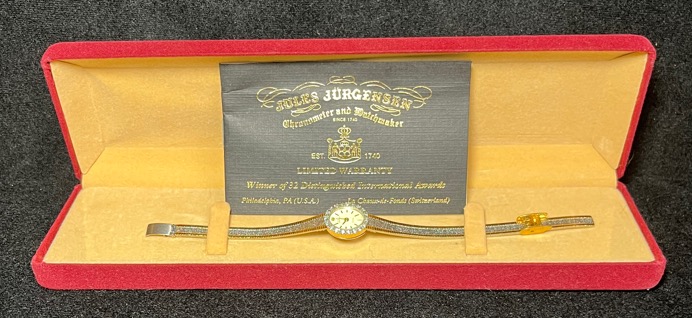 JULES JÜRGENSEN
Chronometer and Watchmaker
SINCE 1740
EST. 1740
LIMITED WARRANTY
Winner of 32 Distinguished International Awards
Philadelphia, PA (U.S.A.) La Chaux-de-Fonds (Switzerland)